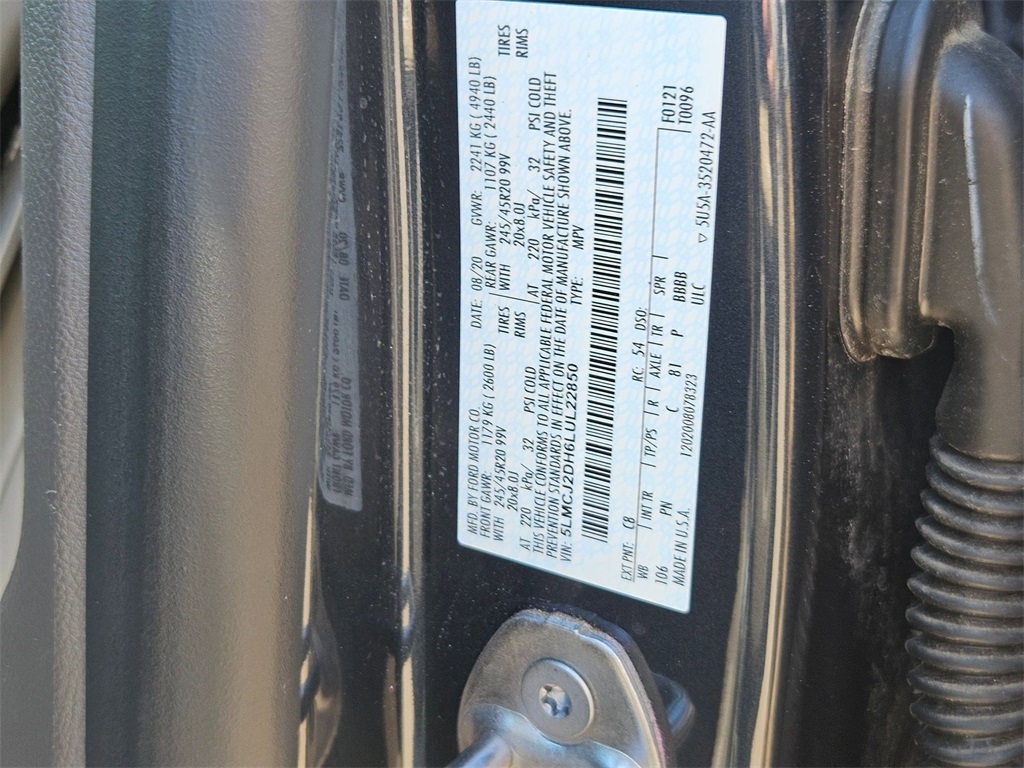 MFD. BY FORD MOTOR CO.
DATE: 08/20 GVWR: 2241 KG ( 4940 LB)
FRONT GAWR: 1179 KG ( 2600 LB)
REAR GAWR: 1107 KG ( 2440 LB)
WITH 245/45R20 99V TIRES
WITH 245/45R20 99V TIRES
20x8.0J RIMS
20x8.0J RIMS
AT 220 kPa/ 32 PSI COLD
AT 220 kPa/ 32 PSI COLD
THIS VEHICLE CONFORMS TO ALL APPLICABLE FEDERAL MOTOR VEHICLE SAFETY AND THEFT
PREVENTION STANDARDS IN EFFECT ON THE DATE OF MANUFACTURE SHOWN ABOVE.
VIN: 5LMCJ2DH6LUL22850 TYPE: MPV
EXT PNT: CB RC: 54 DSO:
WB INT TR TP/PS R AXLE TR SPR F0121
106 PN C 81 P BBBB T0096
MADE IN U.S.A. 12020008078323 ULC
▽ 5U5A-3520472-AA